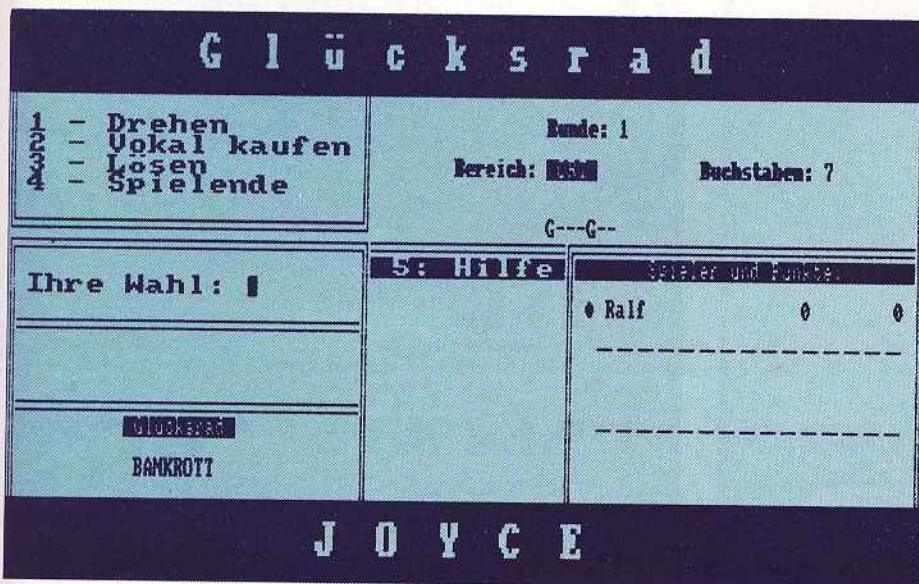 G l ü c k s r a d
1 - Drehen
2 - Vokal kaufen
3 - Lösen
4 - Spielende
Runde: 1
Bereich:
Buchstaben: 7
G---G--
Ihre Wahl:
5: Hilfe
Spieler und Punkte:
Ralf 0 0
Glücksrad
BANKROTT
J O Y C E